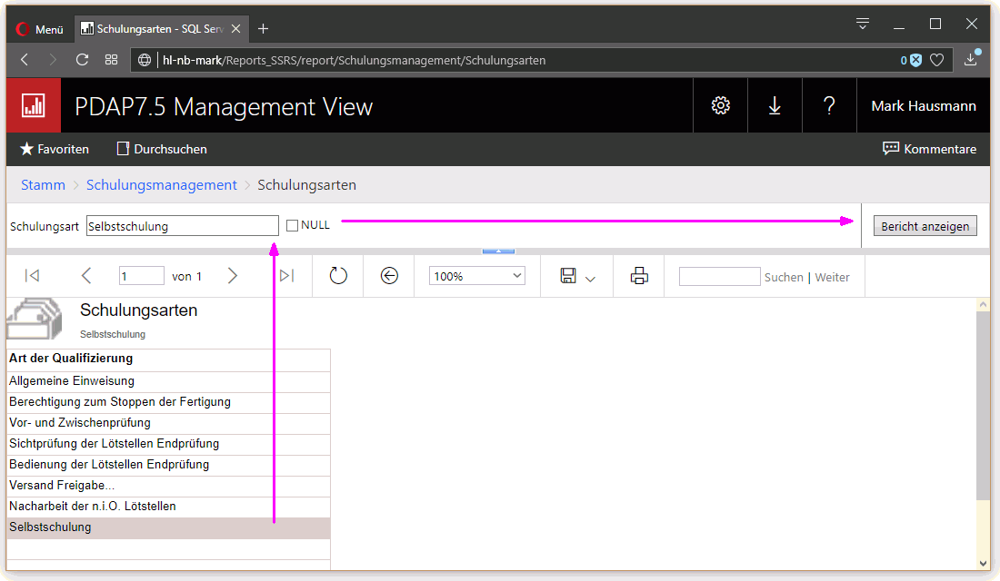 Menü
Schulungsarten - SQL Serv
hl-nb-mark/Reports_SSRS/report/Schulungsmanagement/Schulungsarten
0
PDAP7.5 Management View
?
Mark Hausmann
Favoriten
Durchsuchen
Kommentare
Stamm > Schulungsmanagement > Schulungsarten
Schulungsart Selbstschulung NULL
Bericht anzeigen
1 von 1
100%
Suchen | Weiter
Schulungsarten
Selbstschulung
Art der Qualifizierung
Allgemeine Einweisung
Berechtigung zum Stoppen der Fertigung
Vor- und Zwischenprüfung
Sichtprüfung der Lötstellen Endprüfung
Bedienung der Lötstellen Endprüfung
Versand Freigabe...
Nacharbeit der n.i.O. Lötstellen
Selbstschulung